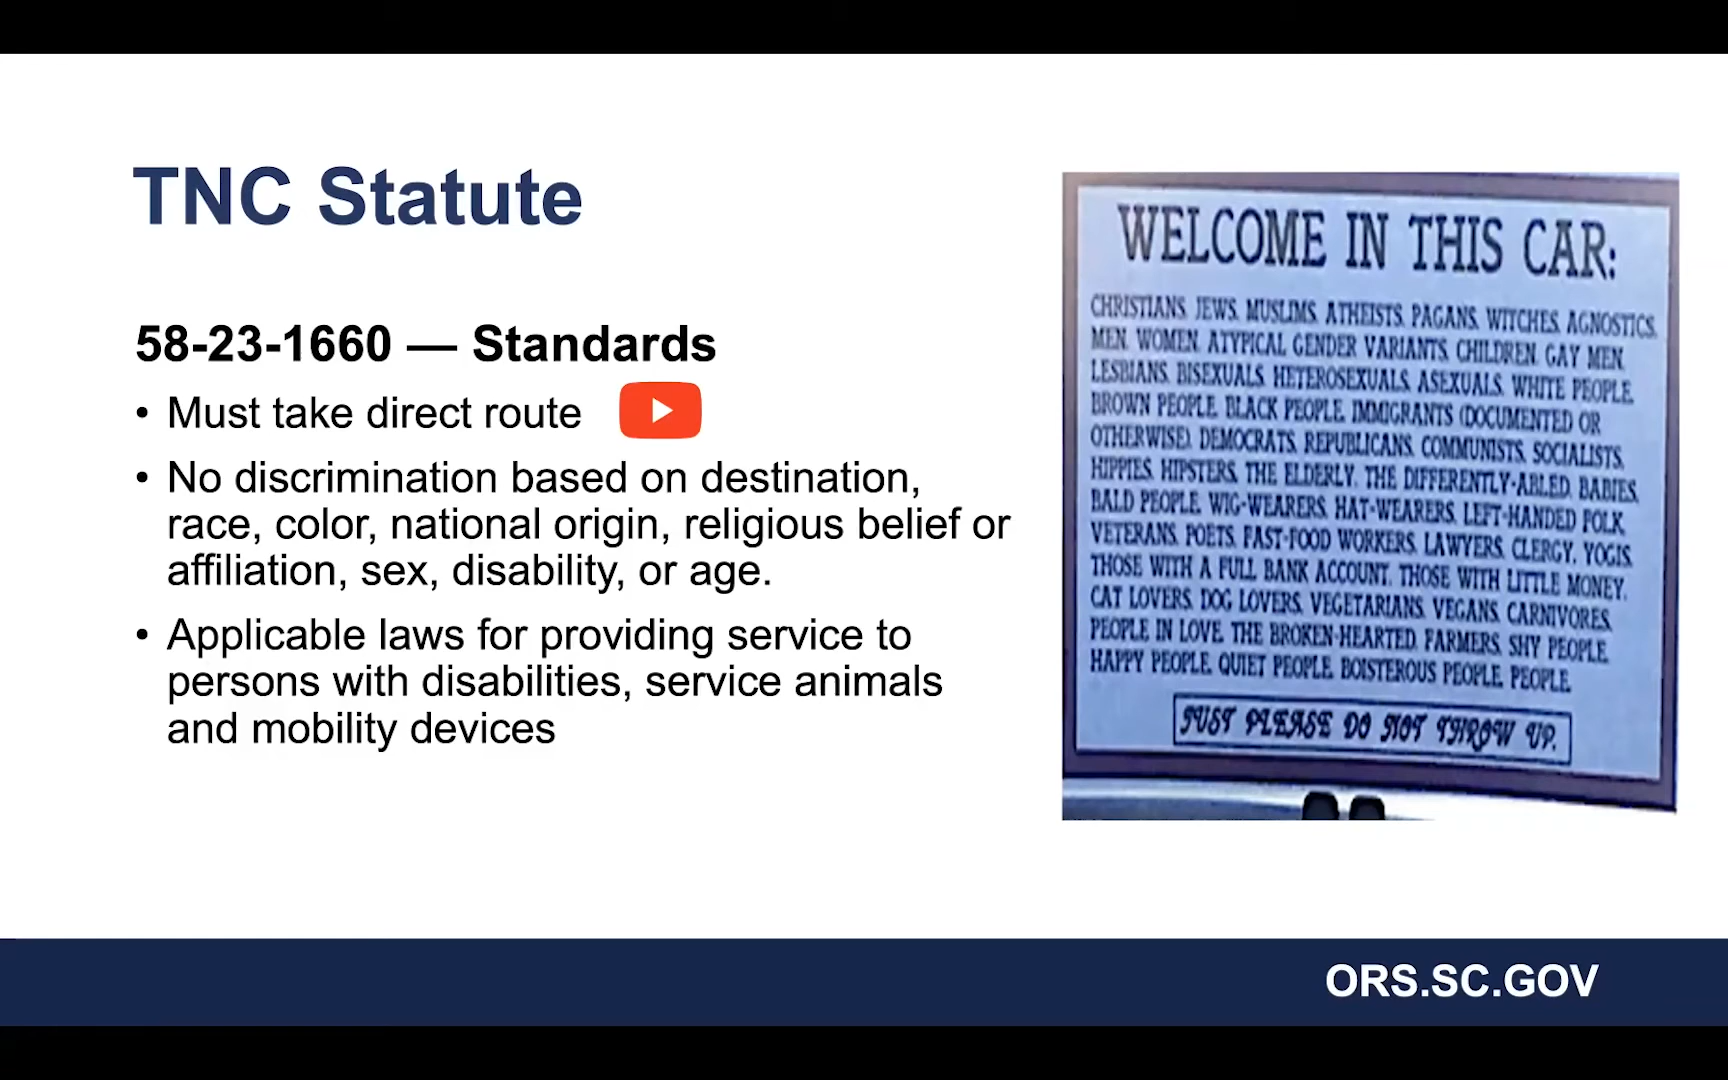 TNC Statute
58-23-1660 — Standards
• Must take direct route
• No discrimination based on destination,
race, color, national origin, religious belief or
affiliation, sex, disability, or age.
• Applicable laws for providing service to
persons with disabilities, service animals
and mobility devices
WELCOME IN THIS CAR:
CHRISTIANS, JEWS, MUSLIMS, ATHEISTS, PAGANS, WITCHES, AGNOSTICS,
MEN, WOMEN, ATYPICAL GENDER VARIANTS, CHILDREN, GAY MEN,
LESBIANS, BISEXUALS, HETEROSEXUALS, ASEXUALS, WHITE PEOPLE,
BROWN PEOPLE, BLACK PEOPLE, IMMIGRANTS (DOCUMENTED OR
OTHERWISE), DEMOCRATS, REPUBLICANS, COMMUNISTS, SOCIALISTS,
HIPPIES, HIPSTERS, THE ELDERLY, THE DIFFERENTLY-ABLED, BABIES,
BALD PEOPLE, WIG-WEARERS, HAT-WEARERS, LEFT-HANDED FOLK,
VETERANS, POETS, FAST-FOOD WORKERS, LAWYERS, CLERGY, YOGIS,
THOSE WITH A FULL BANK ACCOUNT, THOSE WITH LITTLE MONEY,
CAT LOVERS, DOG LOVERS, VEGETARIANS, VEGANS, CARNIVORES,
PEOPLE IN LOVE, THE BROKEN-HEARTED, FARMERS, SHY PEOPLE,
HAPPY PEOPLE, QUIET PEOPLE, BOISTEROUS PEOPLE, PEOPLE.
JUST PLEASE DO NOT THROW UP.
ORS.SC.GOV